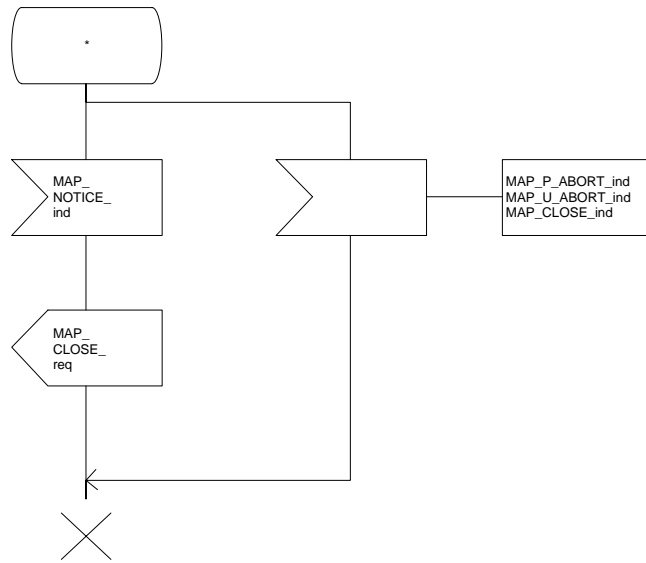 *
MAP_
NOTICE_
ind
MAP_P_ABORT_ind
MAP_U_ABORT_ind
MAP_CLOSE_ind
MAP_
CLOSE_
req